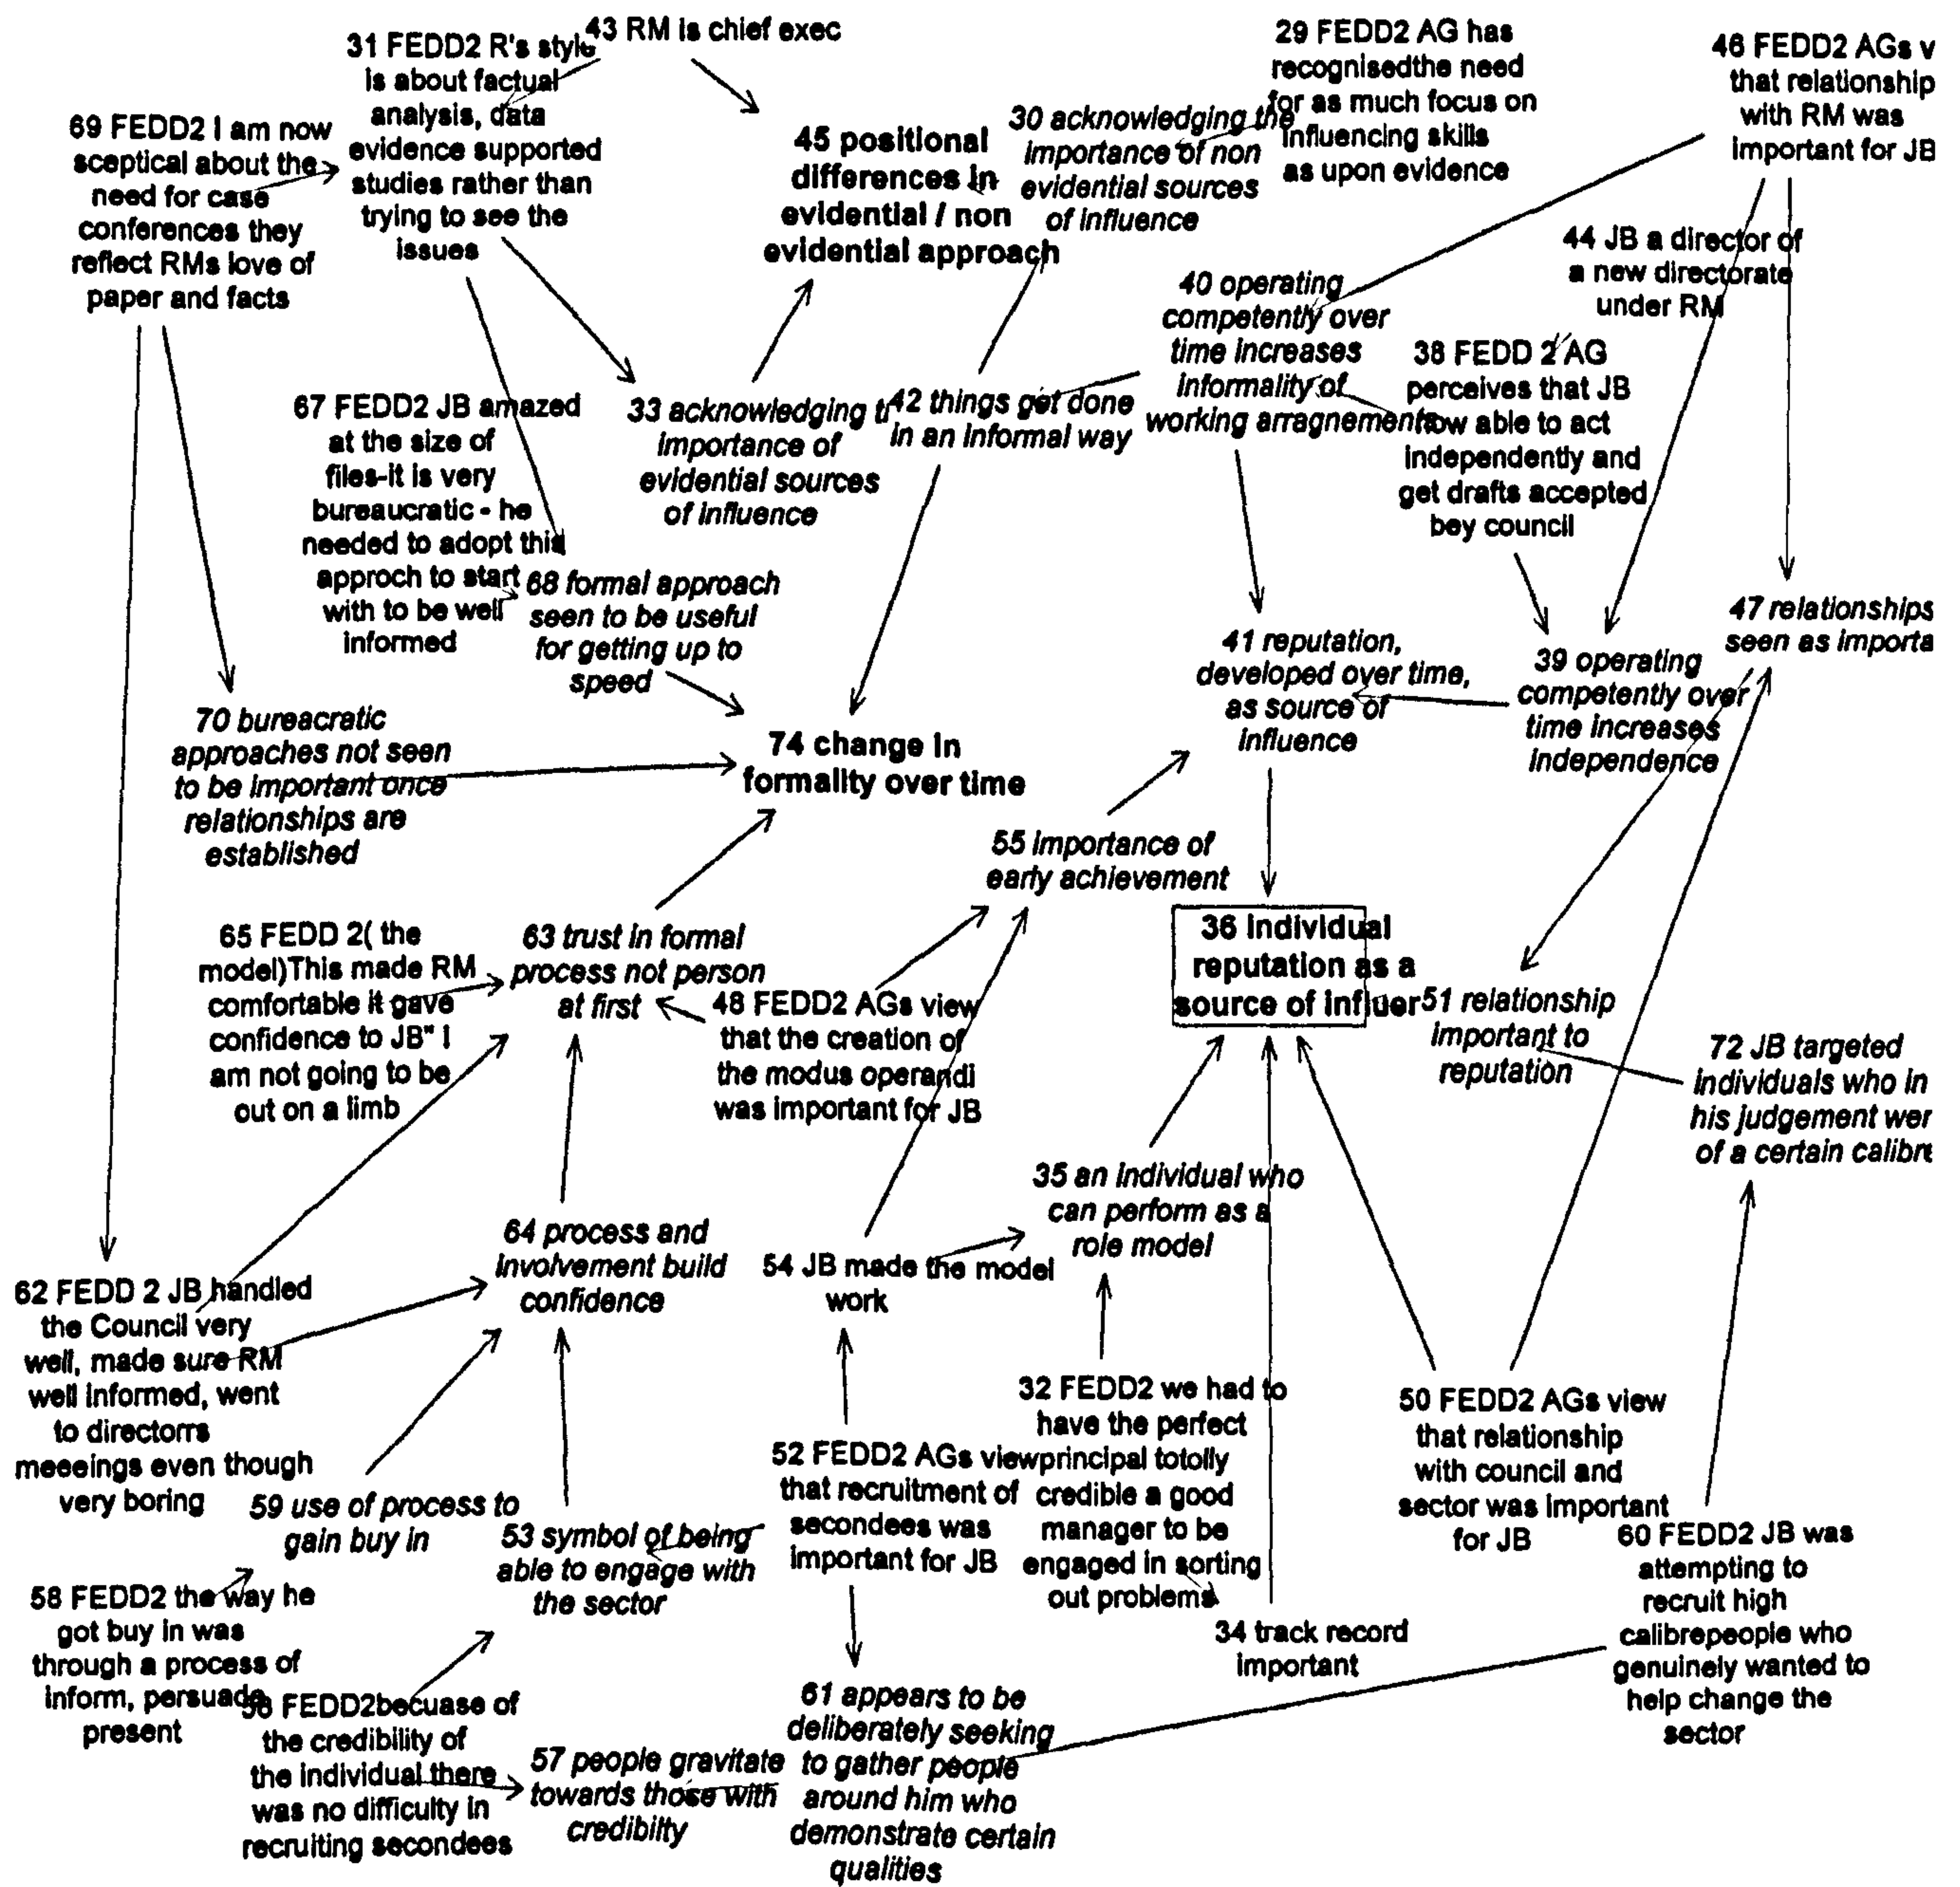 43 RM is chief exec
31 FEDD2 R's style
is about factual
analysis, data
evidence supported
studies rather than
trying to see the
issues
29 FEDD2 AG has
recognisedthe need
for as much focus on
influencing skills
as upon evidence
46 FEDD2 AGs v
that relationship
with RM was
important for JB
69 FEDD2 I am now
sceptical about the
need for case
conferences they
reflect RMs love of
paper and facts
45 positional
differences in
evidential / non
evidential approach
30 acknowledging the
importance of non
evidential sources
of influence
44 JB a director of
a new directorate
under RM
40 operating
competently over
time increases
informality of
working arragnements
38 FEDD 2 AG
perceives that JB
now able to act
independently and
get drafts accepted
bey council
67 FEDD2 JB amazed
at the size of
files-it is very
bureaucratic - he
needed to adopt this
approch to start
with to be well
informed
33 acknowledging
importance of
evidential sources
of influence
42 things get done
in an informal way
68 formal approach
seen to be useful
for getting up to
speed
47 relationships
seen as importa
41 reputation,
developed over time,
as source of
influence
39 operating
competently over
time increases
independence
70 bureacratic
approaches not seen
to be important once
relationships are
established
74 change in
formality over time
55 importance of
early achievement
65 FEDD 2( the
model)This made RM
comfortable it gave
confidence to JB" I
am not going to be
out on a limb
63 trust in formal
process not person
at first
48 FEDD2 AGs view
that the creation of
the modus operandi
was important for JB
36 individual
reputation as a
source of influer
51 relationship
important to
reputation
72 JB targeted
individuals who in
his judgement wer
of a certain calibre
35 an individual who
can perform as a
role model
64 process and
involvement build
confidence
54 JB made the model
work
62 FEDD 2 JB handled
the Council very
well, made sure RM
well informed, went
to directorrs
meeeings even though
very boring
32 FEDD2 we had to
have the perfect
principal totolly
credible a good
manager to be
engaged in sorting
out problems
50 FEDD2 AGs view
that relationship
with council and
sector was important
for JB
52 FEDD2 AGs view
that recruitment of
secondees was
important for JB
59 use of process to
gain buy in
53 symbol of being
able to engage with
the sector
60 FEDD2 JB was
attempting to
recruit high
calibrepeople who
genuinely wanted to
help change the
sector
58 FEDD2 the way he
got buy in was
through a process of
inform, persuade
present
34 track record
important
56 FEDD2becuase of
the credibility of
the individual there
was no difficulty in
recruiting secondees
57 people gravitate
towards those with
credibilty
61 appears to be
deliberately seeking
to gather people
around him who
demonstrate certain
qualities